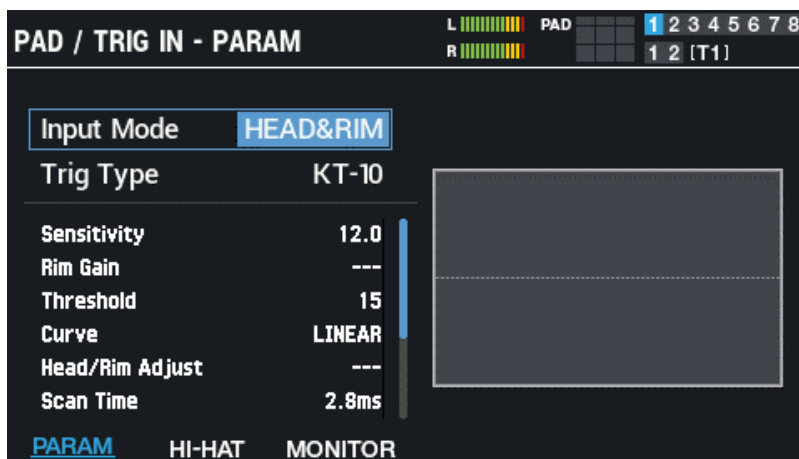 PAD / TRIG IN - PARAM
L PAD 1 2 3 4 5 6 7 8
R 1 2 [T1]
Input Mode HEAD&RIM
Trig Type KT-10
Sensitivity 12.0
Rim Gain ---
Threshold 15
Curve LINEAR
Head/Rim Adjust ---
Scan Time 2.8ms
PARAM HI-HAT MONITOR